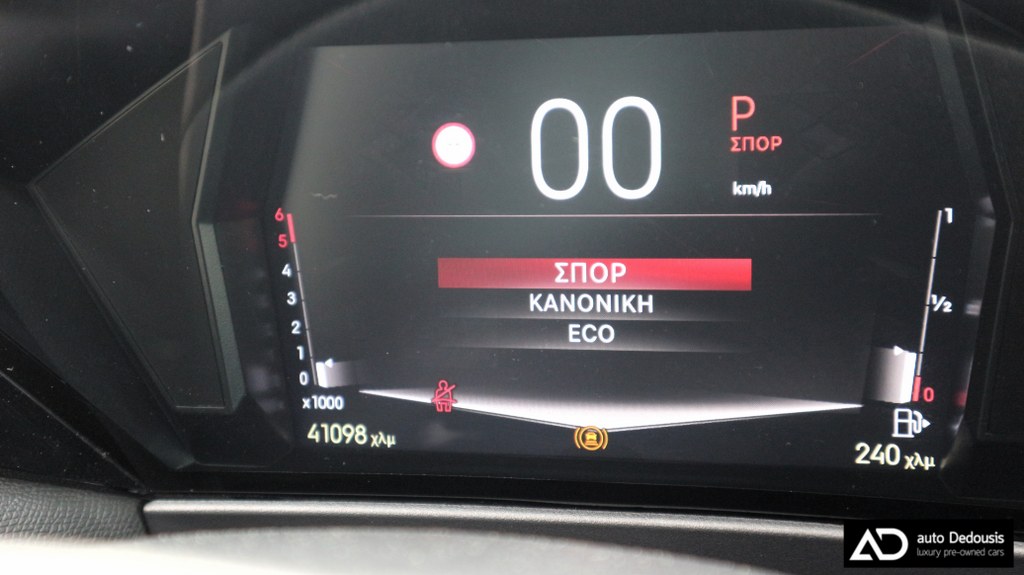 00
P
ΣΠΟΡ
km/h
6
5
4
3
2
1
0
x1000
1
1/2
0
ΣΠΟΡ
ΚΑΝΟΝΙΚΗ
ECO
41098 χλμ
240 χλμ
AD
auto Dedousis
luxury pre-owned cars